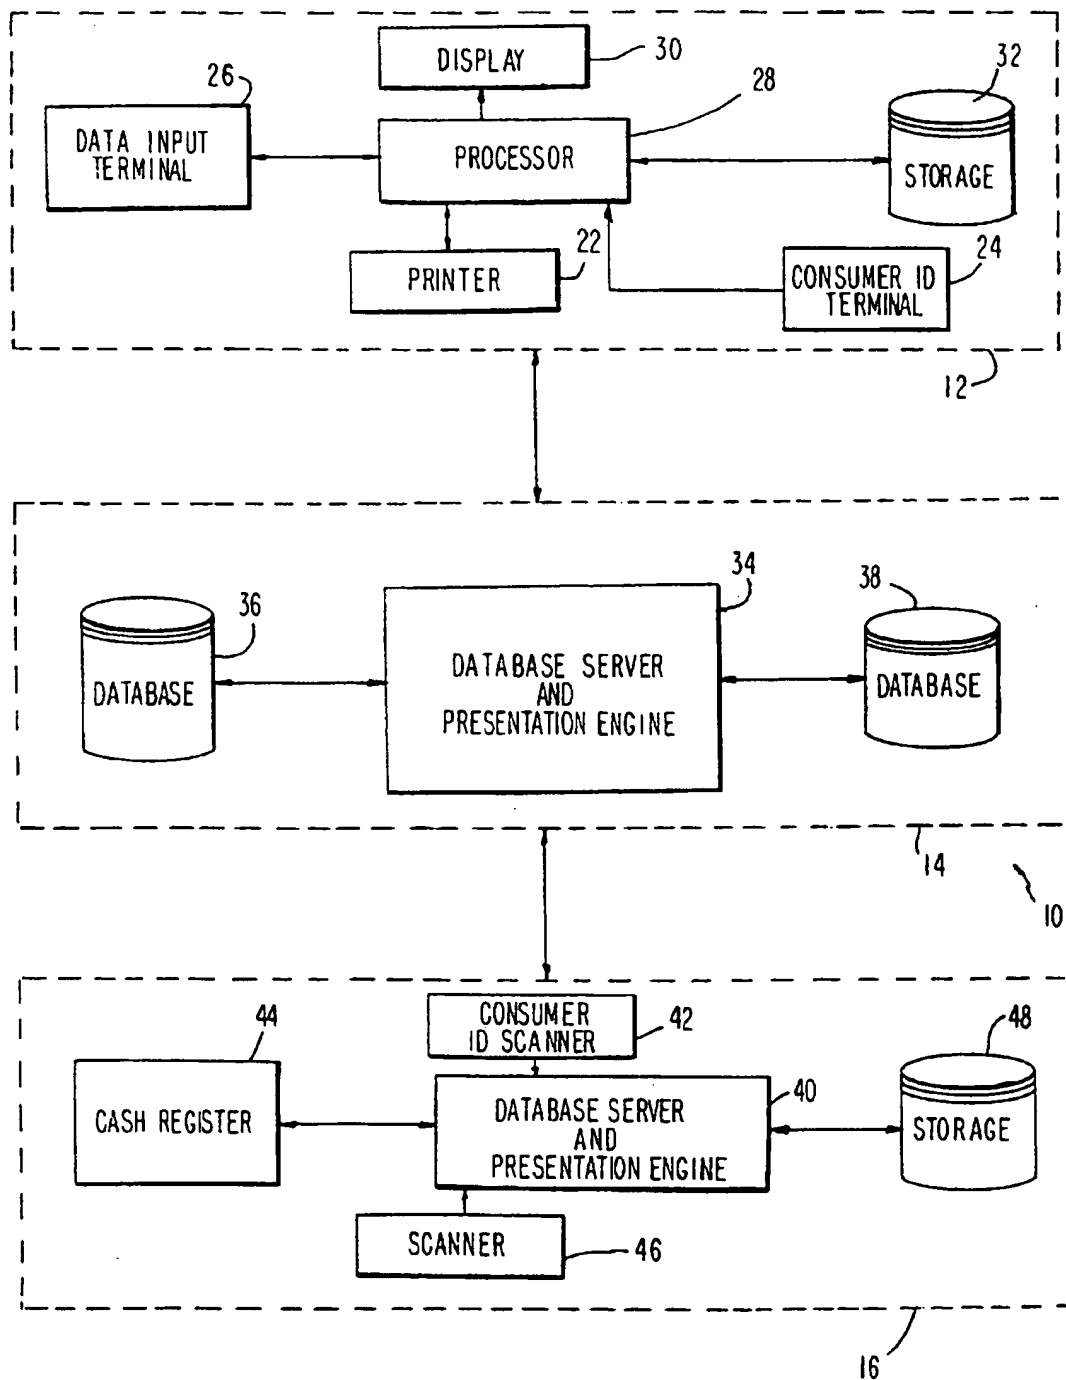 DISPLAY
30
26
DATA INPUT
TERMINAL
28
PROCESSOR
32
STORAGE
22
PRINTER
24
CONSUMER ID
TERMINAL
12
36
DATABASE
34
DATABASE SERVER
AND
PRESENTATION ENGINE
38
DATABASE
14
10
CONSUMER
ID SCANNER
42
44
CASH REGISTER
DATABASE SERVER
AND
PRESENTATION ENGINE
40
48
STORAGE
SCANNER
46
16